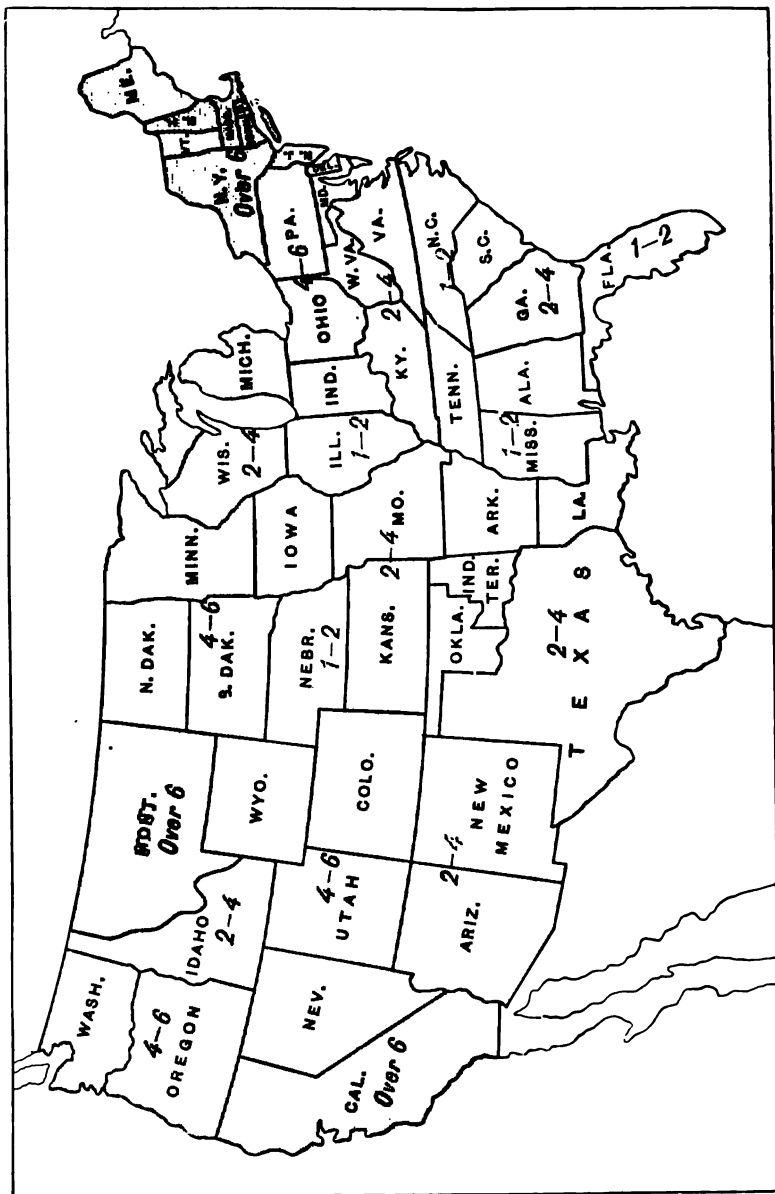 WASH.
4–6
OREGON
CAL.
Over 6
NEV.
IDAHO
2–4
MONT.
Over 6
WYO.
4–6
UTAH
COLO.
ARIZ.
2–4
NEW
MEXICO
N. DAK.
4–6
S. DAK.
NEBR.
1–2
KANS.
OKLA.
IND.
TER.
2–4
TEXAS
MINN.
IOWA
2–4
MO.
ARK.
LA.
WIS.
2–4
ILL.
1–2
MICH.
IND.
OHIO
KY.
TENN.
1–2
MISS.
ALA.
GA.
2–4
FLA.
1–2
S.C.
N.C.
1–2
VA.
W. VA.
2–4
MD.
DEL.
PA.
4–6
N. J.
N.Y.
Over 6
VT.
N. H.
MASS.
ME.